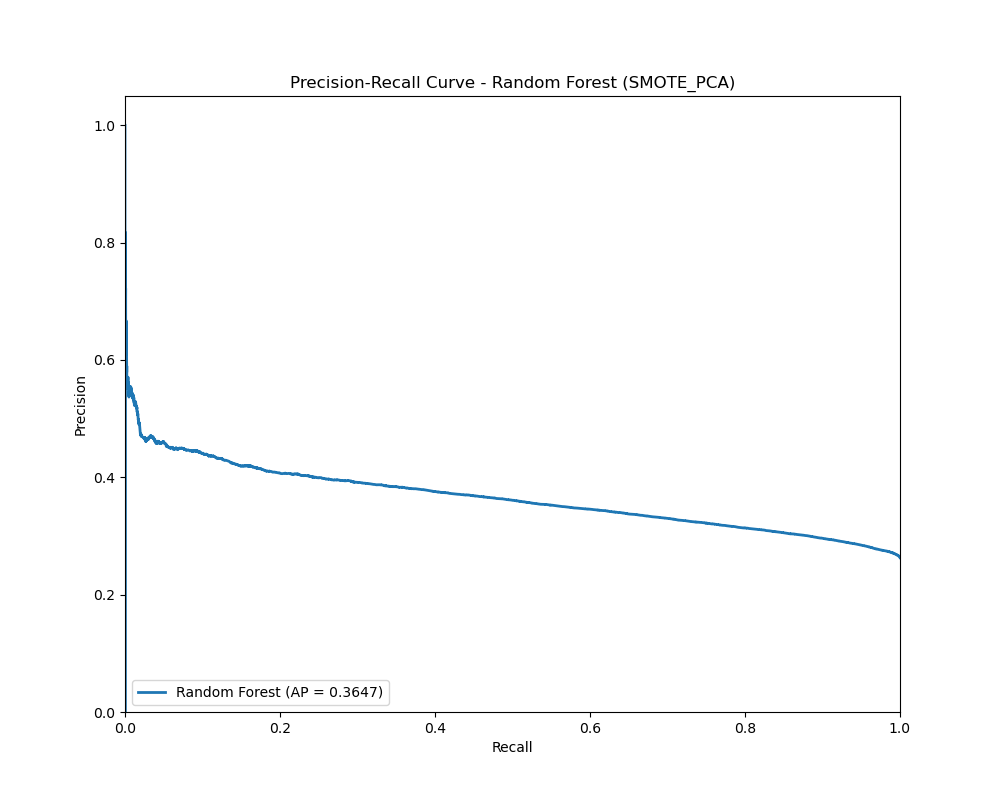 Precision-Recall Curve - Random Forest (SMOTE_PCA)
1.0
0.8
0.6
0.4
0.2
0.0
Precision
Random Forest (AP = 0.3647)
0.0 0.2 0.4 0.6 0.8 1.0
Recall